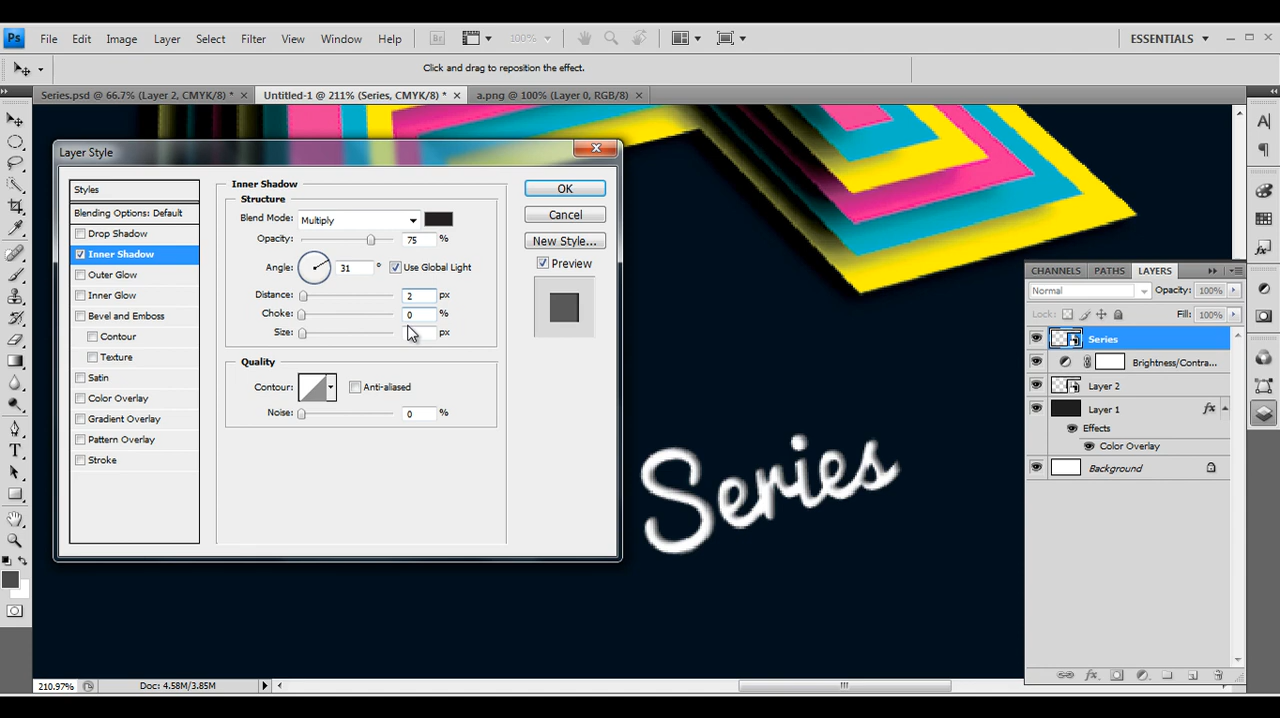 Ps File Edit Image Layer Select Filter View Window Help Br 100% ESSENTIALS
Click and drag to reposition the effect.
Series.psd @ 66.7% (Layer 2, CMYK/8) * Untitled-1 @ 211% (Series, CMYK/8) * a.png @ 100% (Layer 0, RGB/8)
Layer Style
Styles
Blending Options: Default
Drop Shadow
Inner Shadow
Outer Glow
Inner Glow
Bevel and Emboss
Contour
Texture
Satin
Color Overlay
Gradient Overlay
Pattern Overlay
Stroke
Inner Shadow
Structure
Blend Mode: Multiply
Opacity: 75 %
Angle: 31 ° Use Global Light
Distance: 2 px
Choke: 0 %
Size: px
Quality
Contour: Anti-aliased
Noise: 0 %
OK
Cancel
New Style...
Preview
CHANNELS PATHS LAYERS
Normal Opacity: 100%
Lock: Fill: 100%
Series
Brightness/Contra...
Layer 2
Layer 1 fx
Effects
Color Overlay
Background
Series
210.97% Doc: 4.58M/3.85M